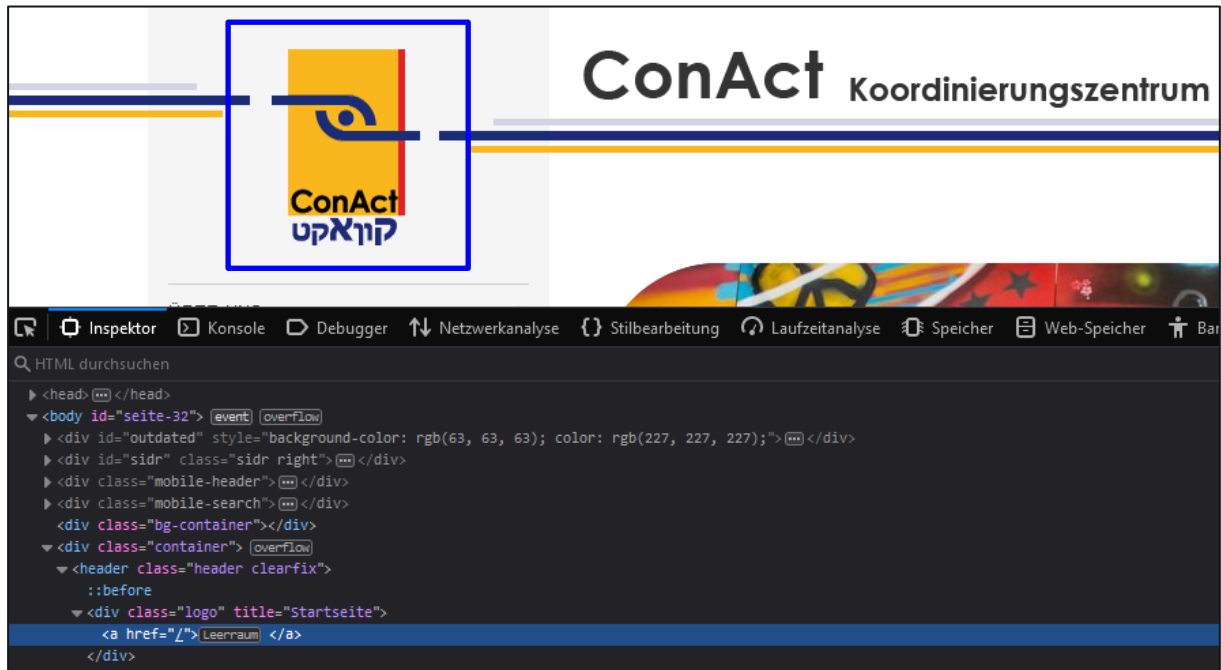 ConAct Koordinierungszentrum
ConAct
קונאקט
Inspektor Konsole Debugger Netzwerkanalyse {} Stilbearbeitung Laufzeitanalyse Speicher Web-Speicher Bar
HTML durchsuchen
<head> ••• </head>
<body id="seite-32"> event overflow
<div id="outdated" style="background-color: rgb(63, 63, 63); color: rgb(227, 227, 227);"> ••• </div>
<div id="sidr" class="sidr right"> ••• </div>
<div class="mobile-header"> ••• </div>
<div class="mobile-search"> ••• </div>
<div class="bg-container"></div>
<div class="container"> overflow
<header class="header clearfix">
::before
<div class="logo" title="Startseite">
<a href="/"> Leerraum </a>
</div>